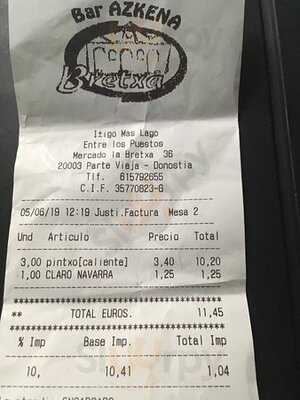 Bar AZKENA
Bretxa
Iñigo Mas Lago
Entre los Puestos
Mercado la Bretxa 36
20003 Parte Vieja - Donostia
Tlf. 615792655
C.I.F. 35770823-G
05/06/19 12:19 Justi.Factura Mesa 2
Und Articulo Precio Total
3,00 pintxo[caliente] 3,40 10,20
1,00 CLARO NAVARRA 1,25 1,25
** TOTAL EUROS. 11,45
% Imp Base Imp. Total Imp
10, 10,41 1,04